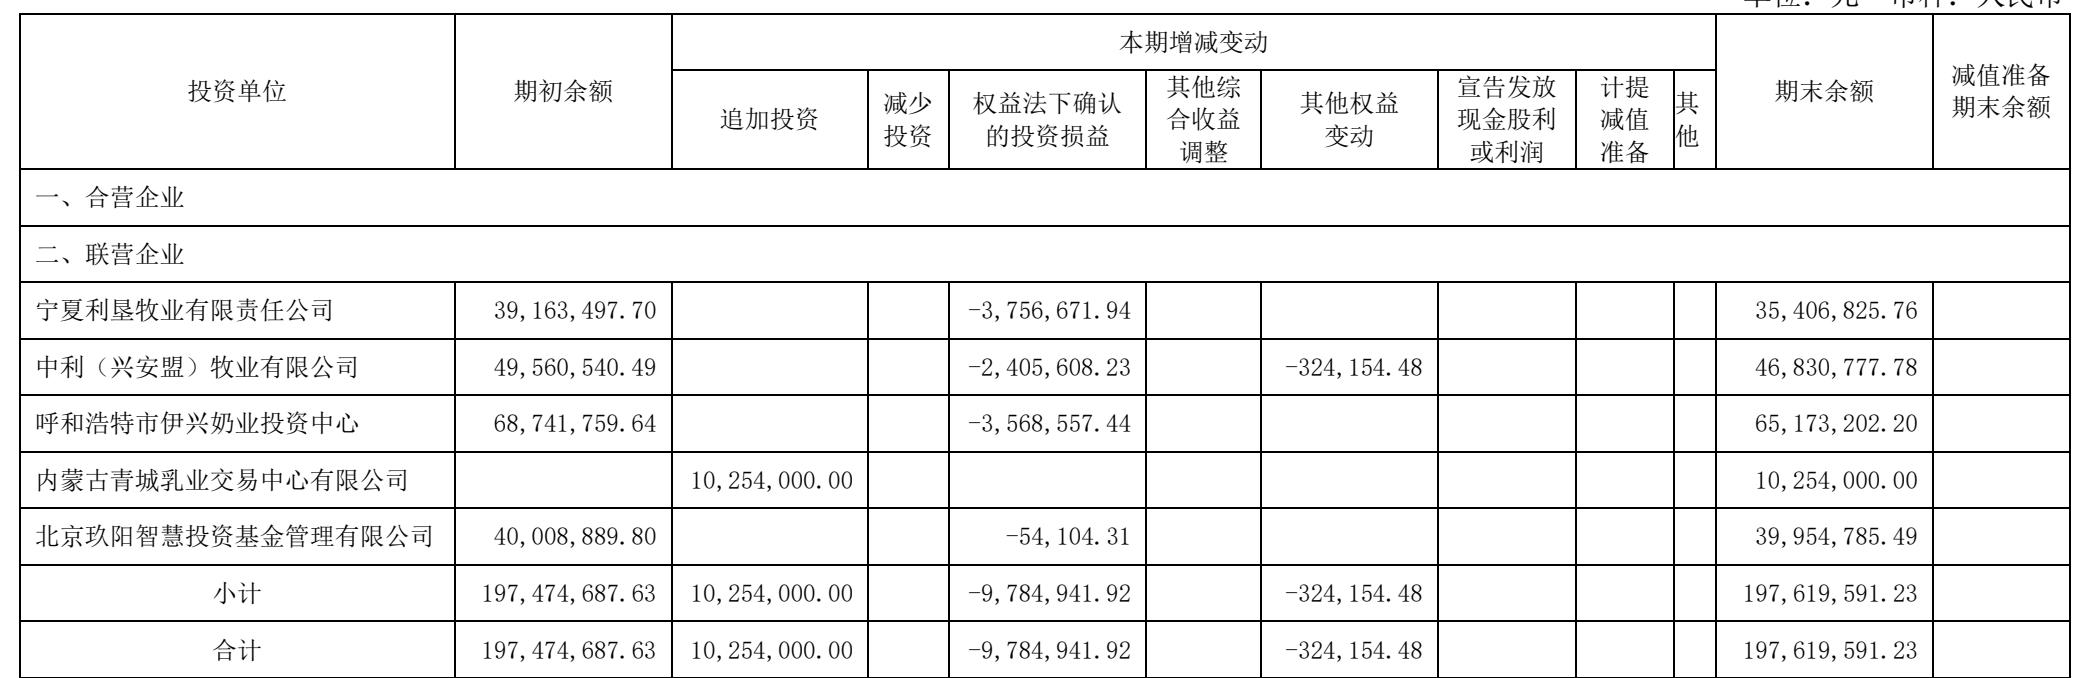 本期增减变动
投资单位 期初余额 追加投资 减少投资 权益法下确认的投资损益 其他综合收益调整 其他权益变动 宣告发放现金股利或利润 计提减值准备 其他 期末余额 减值准备期末余额
一、合营企业
二、联营企业
宁夏利垦牧业有限责任公司 39,163,497.70 -3,756,671.94 35,406,825.76
中利（兴安盟）牧业有限公司 49,560,540.49 -2,405,608.23 -324,154.48 46,830,777.78
呼和浩特市伊兴奶业投资中心 68,741,759.64 -3,568,557.44 65,173,202.20
内蒙古青城乳业交易中心有限公司 10,254,000.00 10,254,000.00
北京玖阳智慧投资基金管理有限公司 40,008,889.80 -54,104.31 39,954,785.49
小计 197,474,687.63 10,254,000.00 -9,784,941.92 -324,154.48 197,619,591.23
合计 197,474,687.63 10,254,000.00 -9,784,941.92 -324,154.48 197,619,591.23